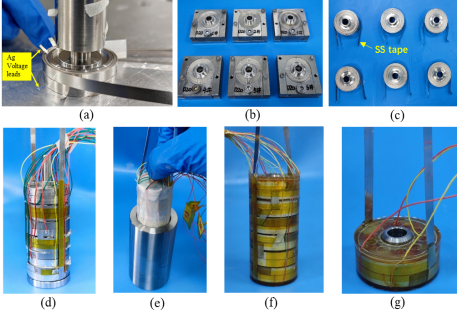 Ag
Voltage
leads
SS tape
(a)
(b)
(c)
(d)
(e)
(f)
(g)